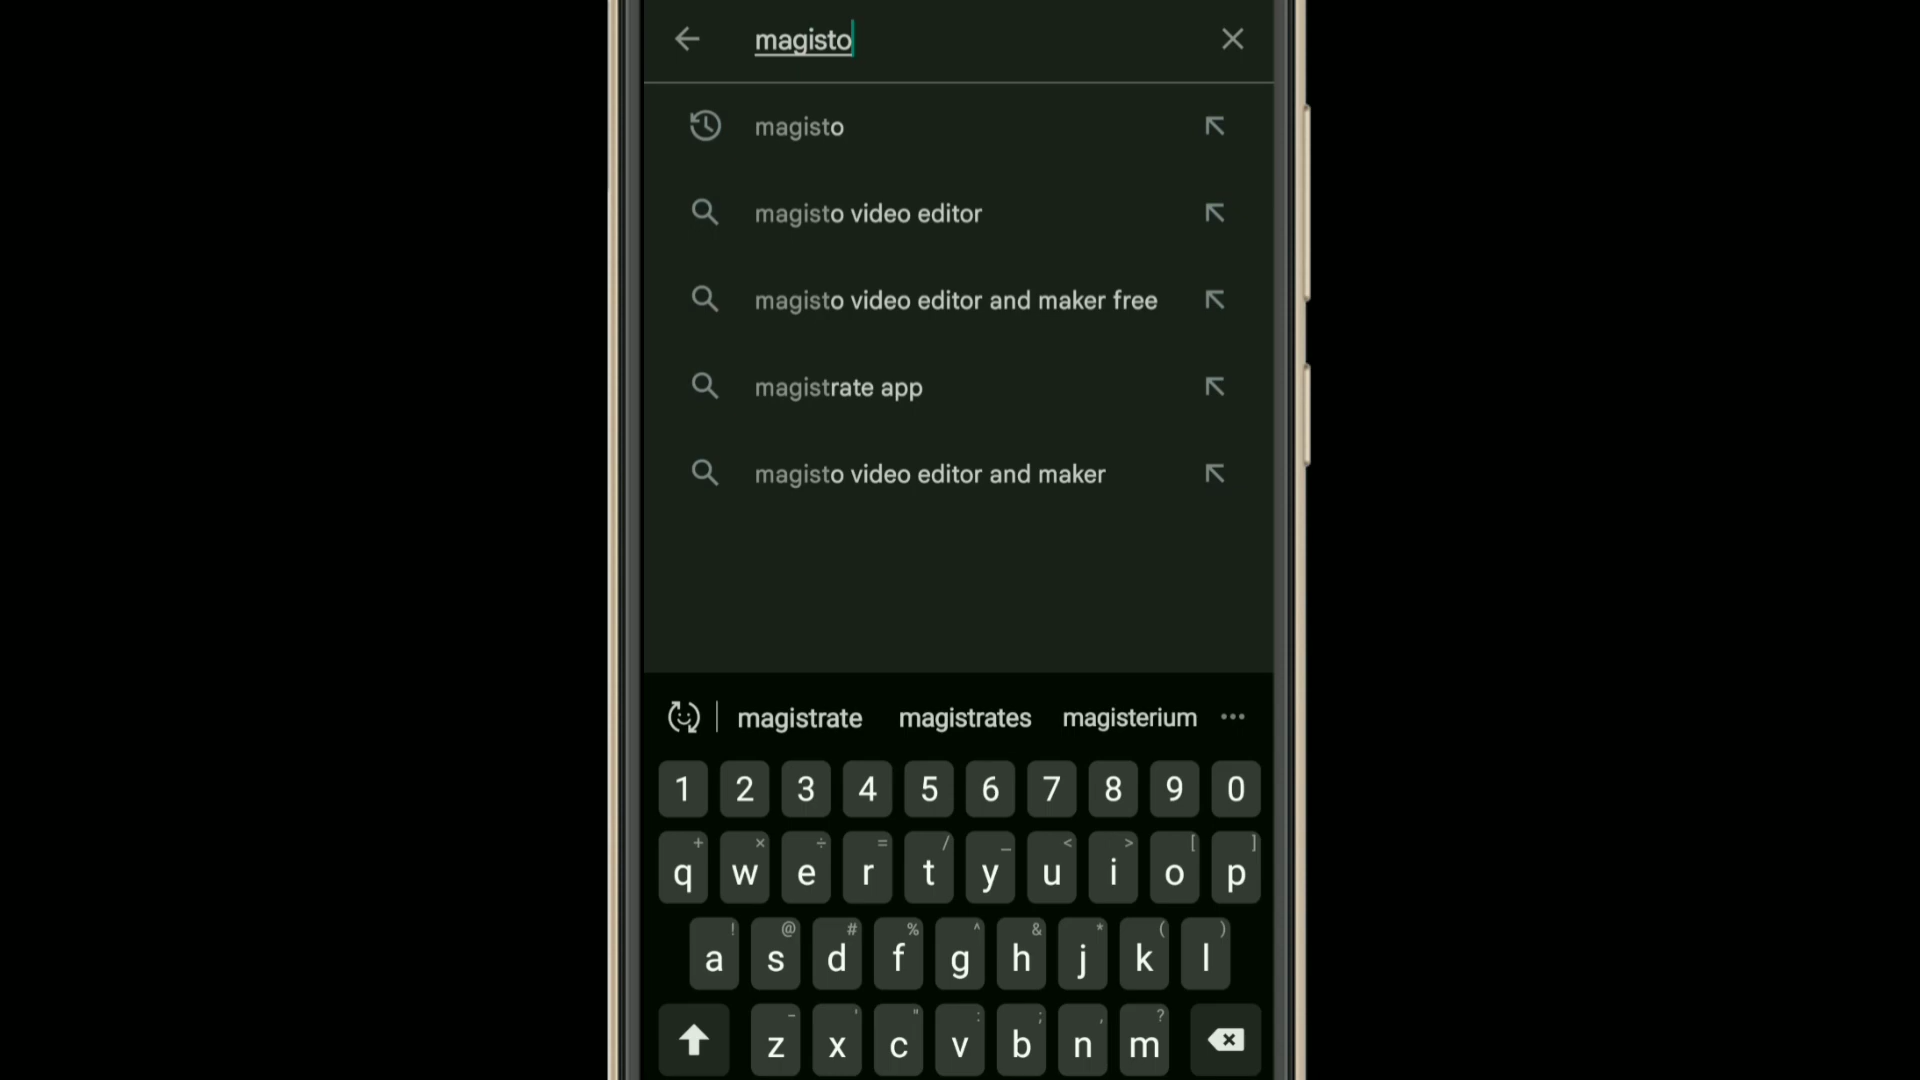 magisto
magisto
magisto video editor
magisto video editor and maker free
magistrate app
magisto video editor and maker
magistrate magistrates magisterium
1 2 3 4 5 6 7 8 9 0
+ × ÷ = / _ < > [ ]
q w e r t y u i o p
! @ # % ^ & * ( )
a s d f g h j k l
- ' " : ; , ?
z x c v b n m